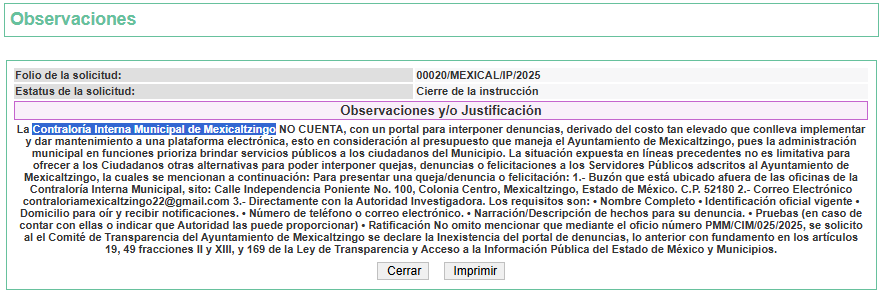 Observaciones
Folio de la solicitud: 00020/MEXICAL/IP/2025
Estatus de la solicitud: Cierre de la instrucción
Observaciones y/o Justificación
La Contraloría Interna Municipal de Mexicaltzingo NO CUENTA, con un portal para interponer denuncias, derivado del costo tan elevado que conlleva implementar
y dar mantenimiento a una plataforma electrónica, esto en consideración al presupuesto que maneja el Ayuntamiento de Mexicaltzingo, pues la administración
municipal en funciones prioriza brindar servicios públicos a los ciudadanos del Municipio. La situación expuesta en líneas precedentes no es limitativa para
ofrecer a los Ciudadanos otras alternativas para poder interponer quejas, denuncias o felicitaciones a los Servidores Públicos adscritos al Ayuntamiento de
Mexicaltzingo, la cuales se mencionan a continuación: Para presentar una queja/denuncia o felicitación: 1.- Buzón que está ubicado afuera de las oficinas de la
Contraloría Interna Municipal, sito: Calle Independencia Poniente No. 100, Colonia Centro, Mexicaltzingo, Estado de México. C.P. 52180 2.- Correo Electrónico
contraloriamexicaltzingo22@gmail.com 3.- Directamente con la Autoridad Investigadora. Los requisitos son: • Nombre Completo • Identificación oficial vigente •
Domicilio para oír y recibir notificaciones. • Número de teléfono o correo electrónico. • Narración/Descripción de hechos para su denuncia. • Pruebas (en caso de
contar con ellas o indicar que Autoridad las puede proporcionar) • Ratificación No omito mencionar que mediante el oficio número PMM/CIM/025/2025, se solicito
al el Comité de Transparencia del Ayuntamiento de Mexicaltzingo se declare la Inexistencia del portal de denuncias, lo anterior con fundamento en los artículos
19, 49 fracciones II y XIII, y 169 de la Ley de Transparencia y Acceso a la Información Pública del Estado de México y Municipios.
Cerrar Imprimir